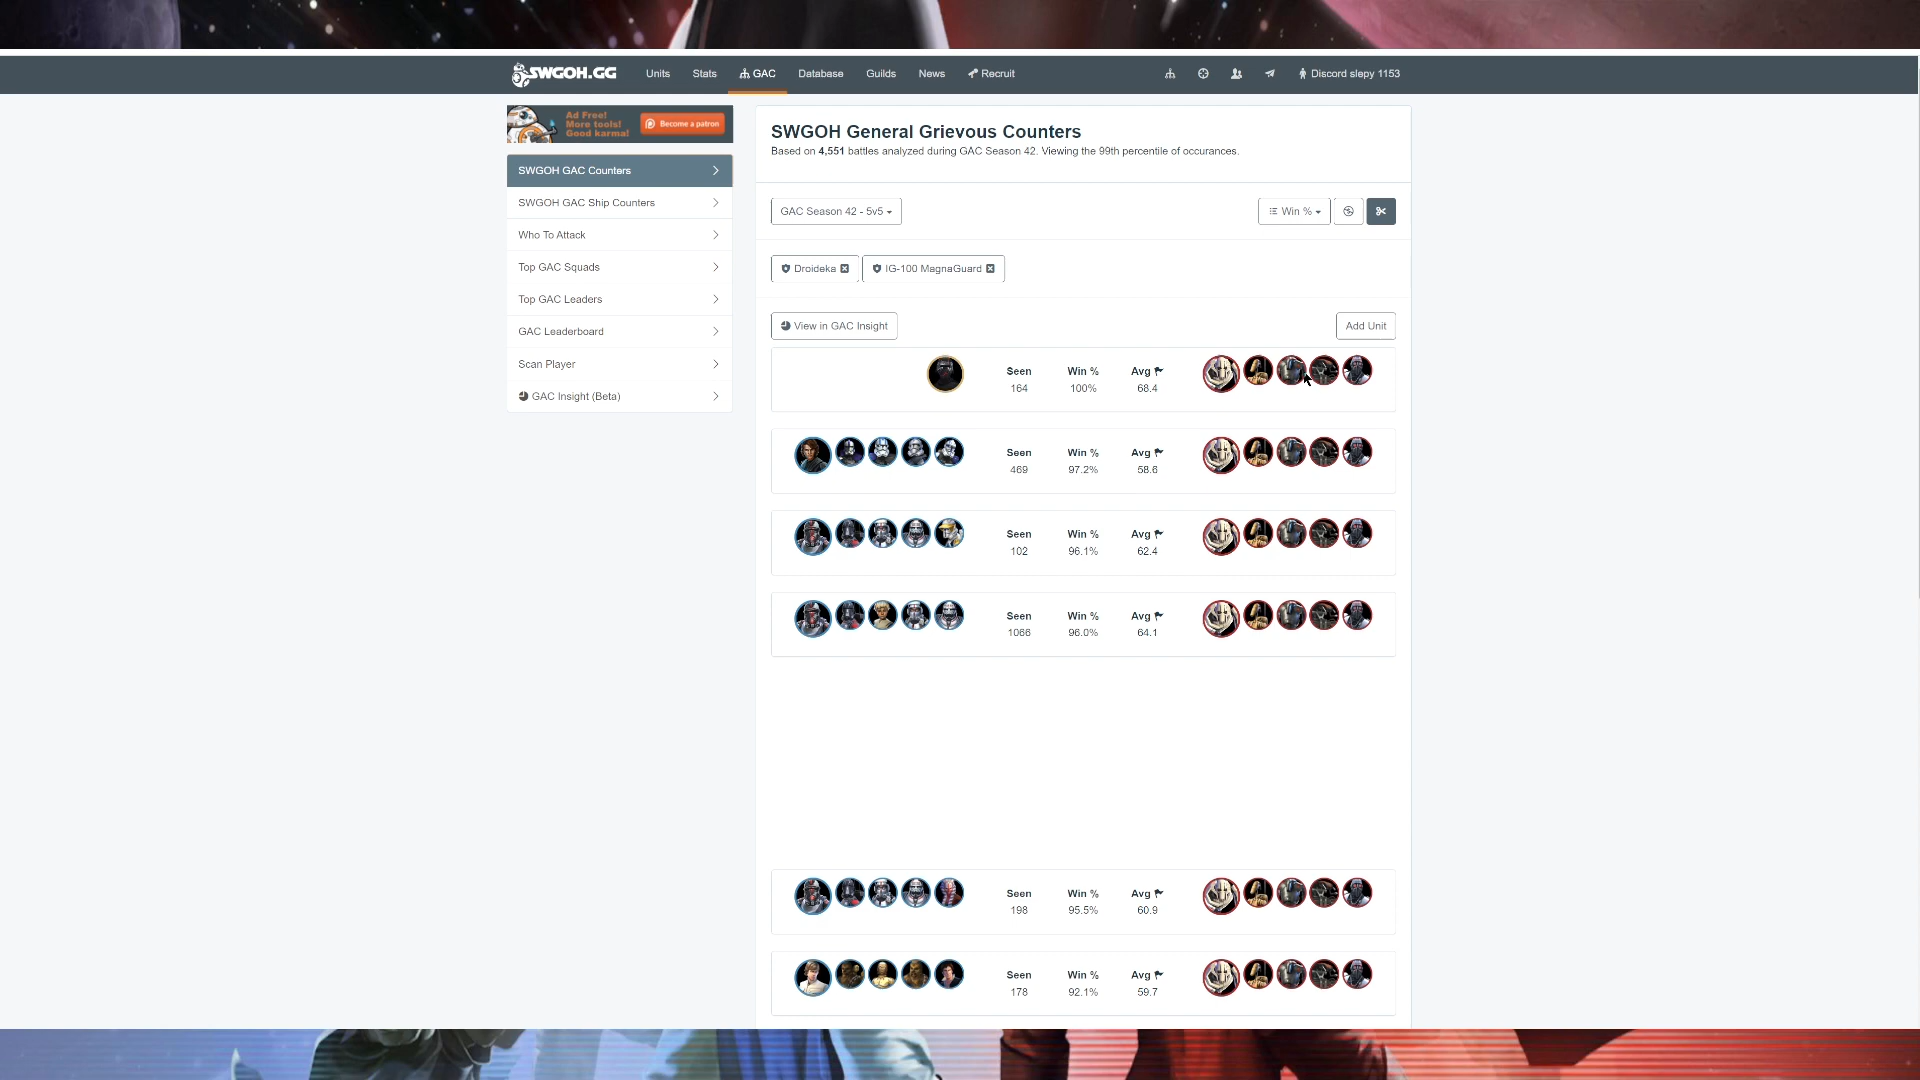 SWGOH.GG Units Stats GAC Database Guilds News Recruit Discord slepy 1153
Ad Free!
More tools!
Good karma!
Become a patron
SWGOH GAC Counters
SWGOH GAC Ship Counters
Who To Attack
Top GAC Squads
Top GAC Leaders
GAC Leaderboard
Scan Player
GAC Insight (Beta)
SWGOH General Grievous Counters
Based on 4,551 battles analyzed during GAC Season 42. Viewing the 99th percentile of occurances.
GAC Season 42 - 5v5
Win %
Droideka IG-100 MagnaGuard
View in GAC Insight Add Unit
Seen Win % Avg
164 100% 68.4
Seen Win % Avg
469 97.2% 58.6
Seen Win % Avg
102 96.1% 62.4
Seen Win % Avg
1066 96.0% 64.1
Seen Win % Avg
198 95.5% 60.9
Seen Win % Avg
178 92.1% 59.7